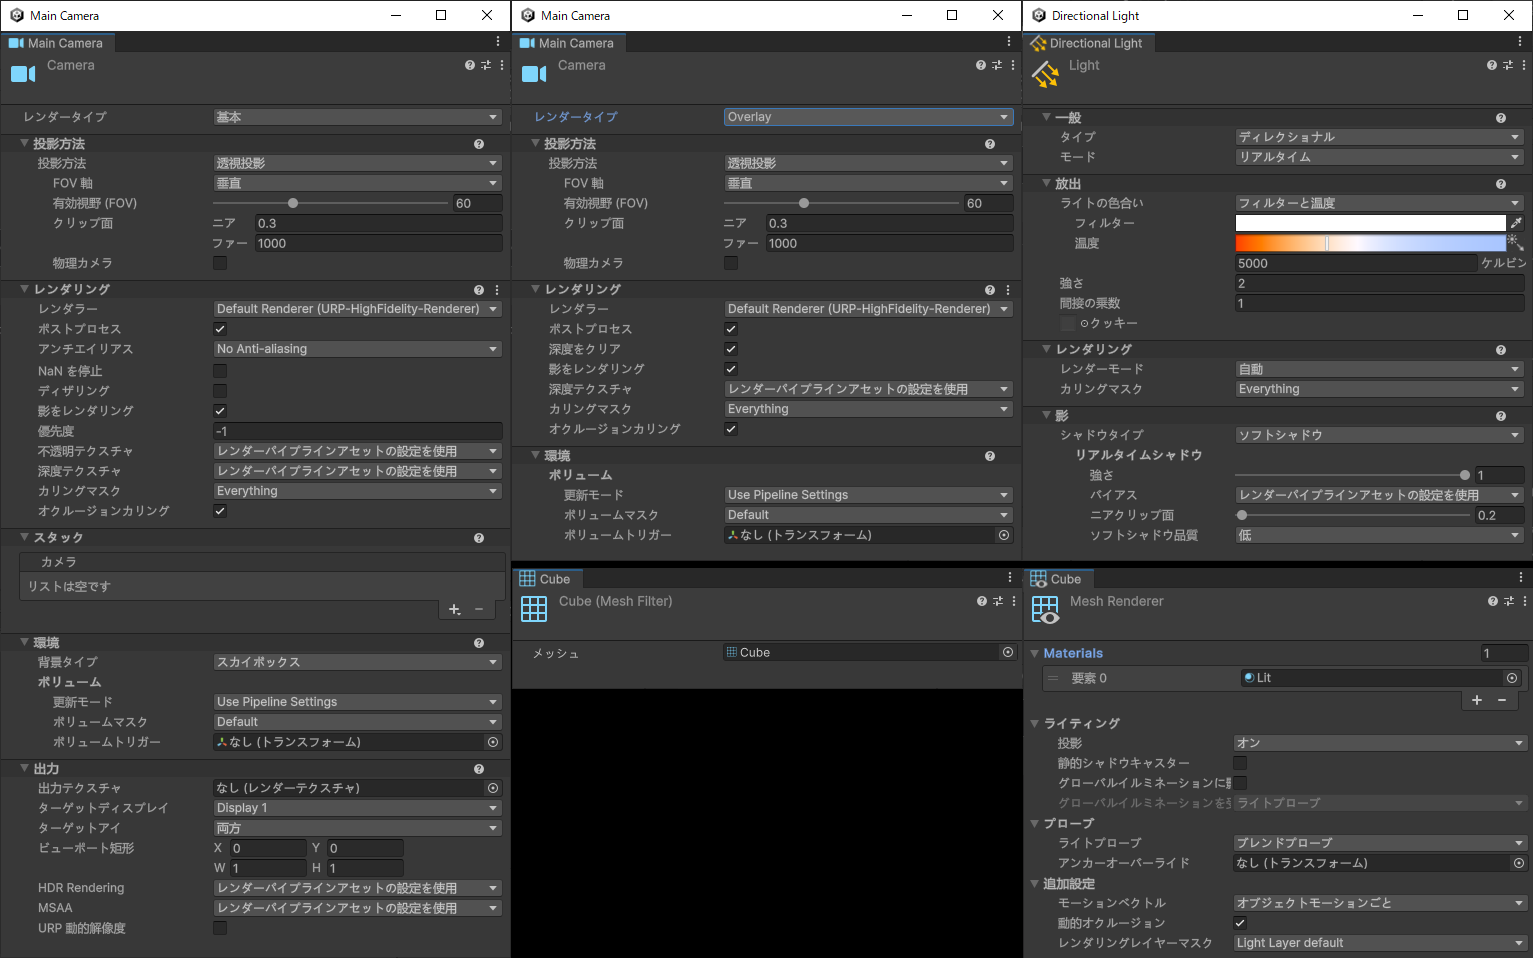 Main Camera
Main Camera
Camera
レンダータイプ 基本
投影方法
投影方法 透視投影
FOV 軸 垂直
有効視野 (FOV) 60
クリップ面 ニア 0.3
ファー 1000
物理カメラ
レンダリング
レンダラー Default Renderer (URP-HighFidelity-Renderer)
ポストプロセス
アンチエイリアス No Anti-aliasing
NaN を停止
ディザリング
影をレンダリング
優先度 -1
不透明テクスチャ レンダーパイプラインアセットの設定を使用
深度テクスチャ レンダーパイプラインアセットの設定を使用
カリングマスク Everything
オクルージョンカリング
スタック
カメラ
リストは空です
環境
背景タイプ スカイボックス
ボリューム
更新モード Use Pipeline Settings
ボリュームマスク Default
ボリュームトリガー なし (トランスフォーム)
出力
出力テクスチャ なし (レンダーテクスチャ)
ターゲットディスプレイ Display 1
ターゲットアイ 両方
ビューポート矩形 X 0 Y 0
W 1 H 1
HDR Rendering レンダーパイプラインアセットの設定を使用
MSAA レンダーパイプラインアセットの設定を使用
URP 動的解像度
Main Camera
Main Camera
Camera
レンダータイプ Overlay
投影方法
投影方法 透視投影
FOV 軸 垂直
有効視野 (FOV) 60
クリップ面 ニア 0.3
ファー 1000
物理カメラ
レンダリング
レンダラー Default Renderer (URP-HighFidelity-Renderer)
ポストプロセス
深度をクリア
影をレンダリング
深度テクスチャ レンダーパイプラインアセットの設定を使用
カリングマスク Everything
オクルージョンカリング
環境
ボリューム
更新モード Use Pipeline Settings
ボリュームマスク Default
ボリュームトリガー なし (トランスフォーム)
Cube
Cube (Mesh Filter)
メッシュ Cube
Directional Light
Directional Light
Light
一般
タイプ ディレクショナル
モード リアルタイム
放出
ライトの色合い フィルターと温度
フィルター
温度
5000 ケルビン
強さ 2
間接の乗数 1
クッキー
レンダリング
レンダーモード 自動
カリングマスク Everything
影
シャドウタイプ ソフトシャドウ
リアルタイムシャドウ
強さ 1
バイアス レンダーパイプラインアセットの設定を使用
ニアクリップ面 0.2
ソフトシャドウ品質 低
Cube
Mesh Renderer
Materials 1
要素 0 Lit
ライティング
投影 オン
静的シャドウキャスター
グローバルイルミネーションに
グローバルイルミネーションを ライトプローブ
プローブ
ライトプローブ ブレンドプローブ
アンカーオーバーライド なし (トランスフォーム)
追加設定
モーションベクトル オブジェクトモーションごと
動的オクルージョン
レンダリングレイヤーマスク Light Layer default